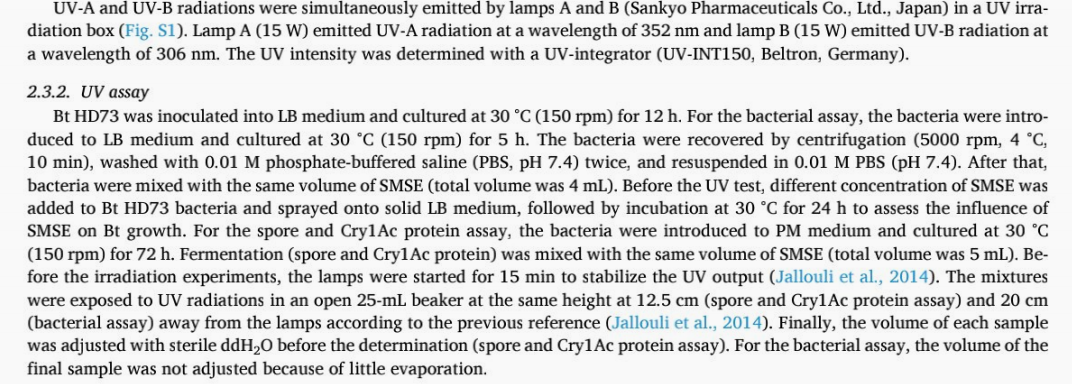 UV-A and UV-B radiations were simultaneously emitted by lamps A and B (Sankyo Pharmaceuticals Co., Ltd., Japan) in a UV irra-
diation box (Fig. S1). Lamp A (15 W) emitted UV-A radiation at a wavelength of 352 nm and lamp B (15 W) emitted UV-B radiation at
a wavelength of 306 nm. The UV intensity was determined with a UV-integrator (UV-INT150, Beltron, Germany).
2.3.2. UV assay
Bt HD73 was inoculated into LB medium and cultured at 30 °C (150 rpm) for 12 h. For the bacterial assay, the bacteria were intro-
duced to LB medium and cultured at 30 °C (150 rpm) for 5 h. The bacteria were recovered by centrifugation (5000 rpm, 4 °C,
10 min), washed with 0.01 M phosphate-buffered saline (PBS, pH 7.4) twice, and resuspended in 0.01 M PBS (pH 7.4). After that,
bacteria were mixed with the same volume of SMSE (total volume was 4 mL). Before the UV test, different concentration of SMSE was
added to Bt HD73 bacteria and sprayed onto solid LB medium, followed by incubation at 30 °C for 24 h to assess the influence of
SMSE on Bt growth. For the spore and Cry1Ac protein assay, the bacteria were introduced to PM medium and cultured at 30 °C
(150 rpm) for 72 h. Fermentation (spore and Cry1Ac protein) was mixed with the same volume of SMSE (total volume was 5 mL). Be-
fore the irradiation experiments, the lamps were started for 15 min to stabilize the UV output (Jallouli et al., 2014). The mixtures
were exposed to UV radiations in an open 25-mL beaker at the same height at 12.5 cm (spore and Cry1Ac protein assay) and 20 cm
(bacterial assay) away from the lamps according to the previous reference (Jallouli et al., 2014). Finally, the volume of each sample
was adjusted with sterile ddH₂O before the determination (spore and Cry1Ac protein assay). For the bacterial assay, the volume of the
final sample was not adjusted because of little evaporation.